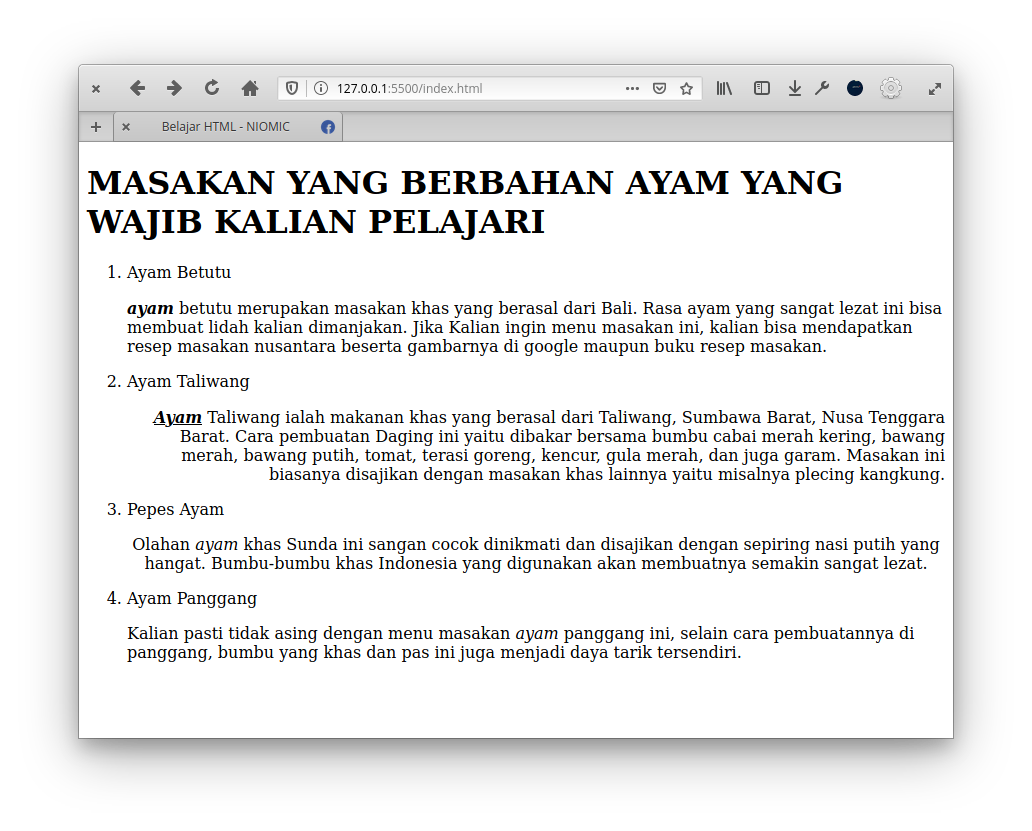 127.0.0.1:5500/index.html
Belajar HTML - NIOMIC
MASAKAN YANG BERBAHAN AYAM YANG
WAJIB KALIAN PELAJARI
1. Ayam Betutu
ayam betutu merupakan masakan khas yang berasal dari Bali. Rasa ayam yang sangat lezat ini bisa
membuat lidah kalian dimanjakan. Jika Kalian ingin menu masakan ini, kalian bisa mendapatkan
resep masakan nusantara beserta gambarnya di google maupun buku resep masakan.
2. Ayam Taliwang
Ayam Taliwang ialah makanan khas yang berasal dari Taliwang, Sumbawa Barat, Nusa Tenggara
Barat. Cara pembuatan Daging ini yaitu dibakar bersama bumbu cabai merah kering, bawang
merah, bawang putih, tomat, terasi goreng, kencur, gula merah, dan juga garam. Masakan ini
biasanya disajikan dengan masakan khas lainnya yaitu misalnya plecing kangkung.
3. Pepes Ayam
Olahan ayam khas Sunda ini sangan cocok dinikmati dan disajikan dengan sepiring nasi putih yang
hangat. Bumbu-bumbu khas Indonesia yang digunakan akan membuatnya semakin sangat lezat.
4. Ayam Panggang
Kalian pasti tidak asing dengan menu masakan ayam panggang ini, selain cara pembuatannya di
panggang, bumbu yang khas dan pas ini juga menjadi daya tarik tersendiri.